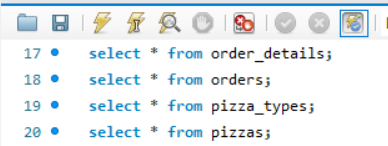 17 select * from order_details;
18 select * from orders;
19 select * from pizza_types;
20 select * from pizzas;